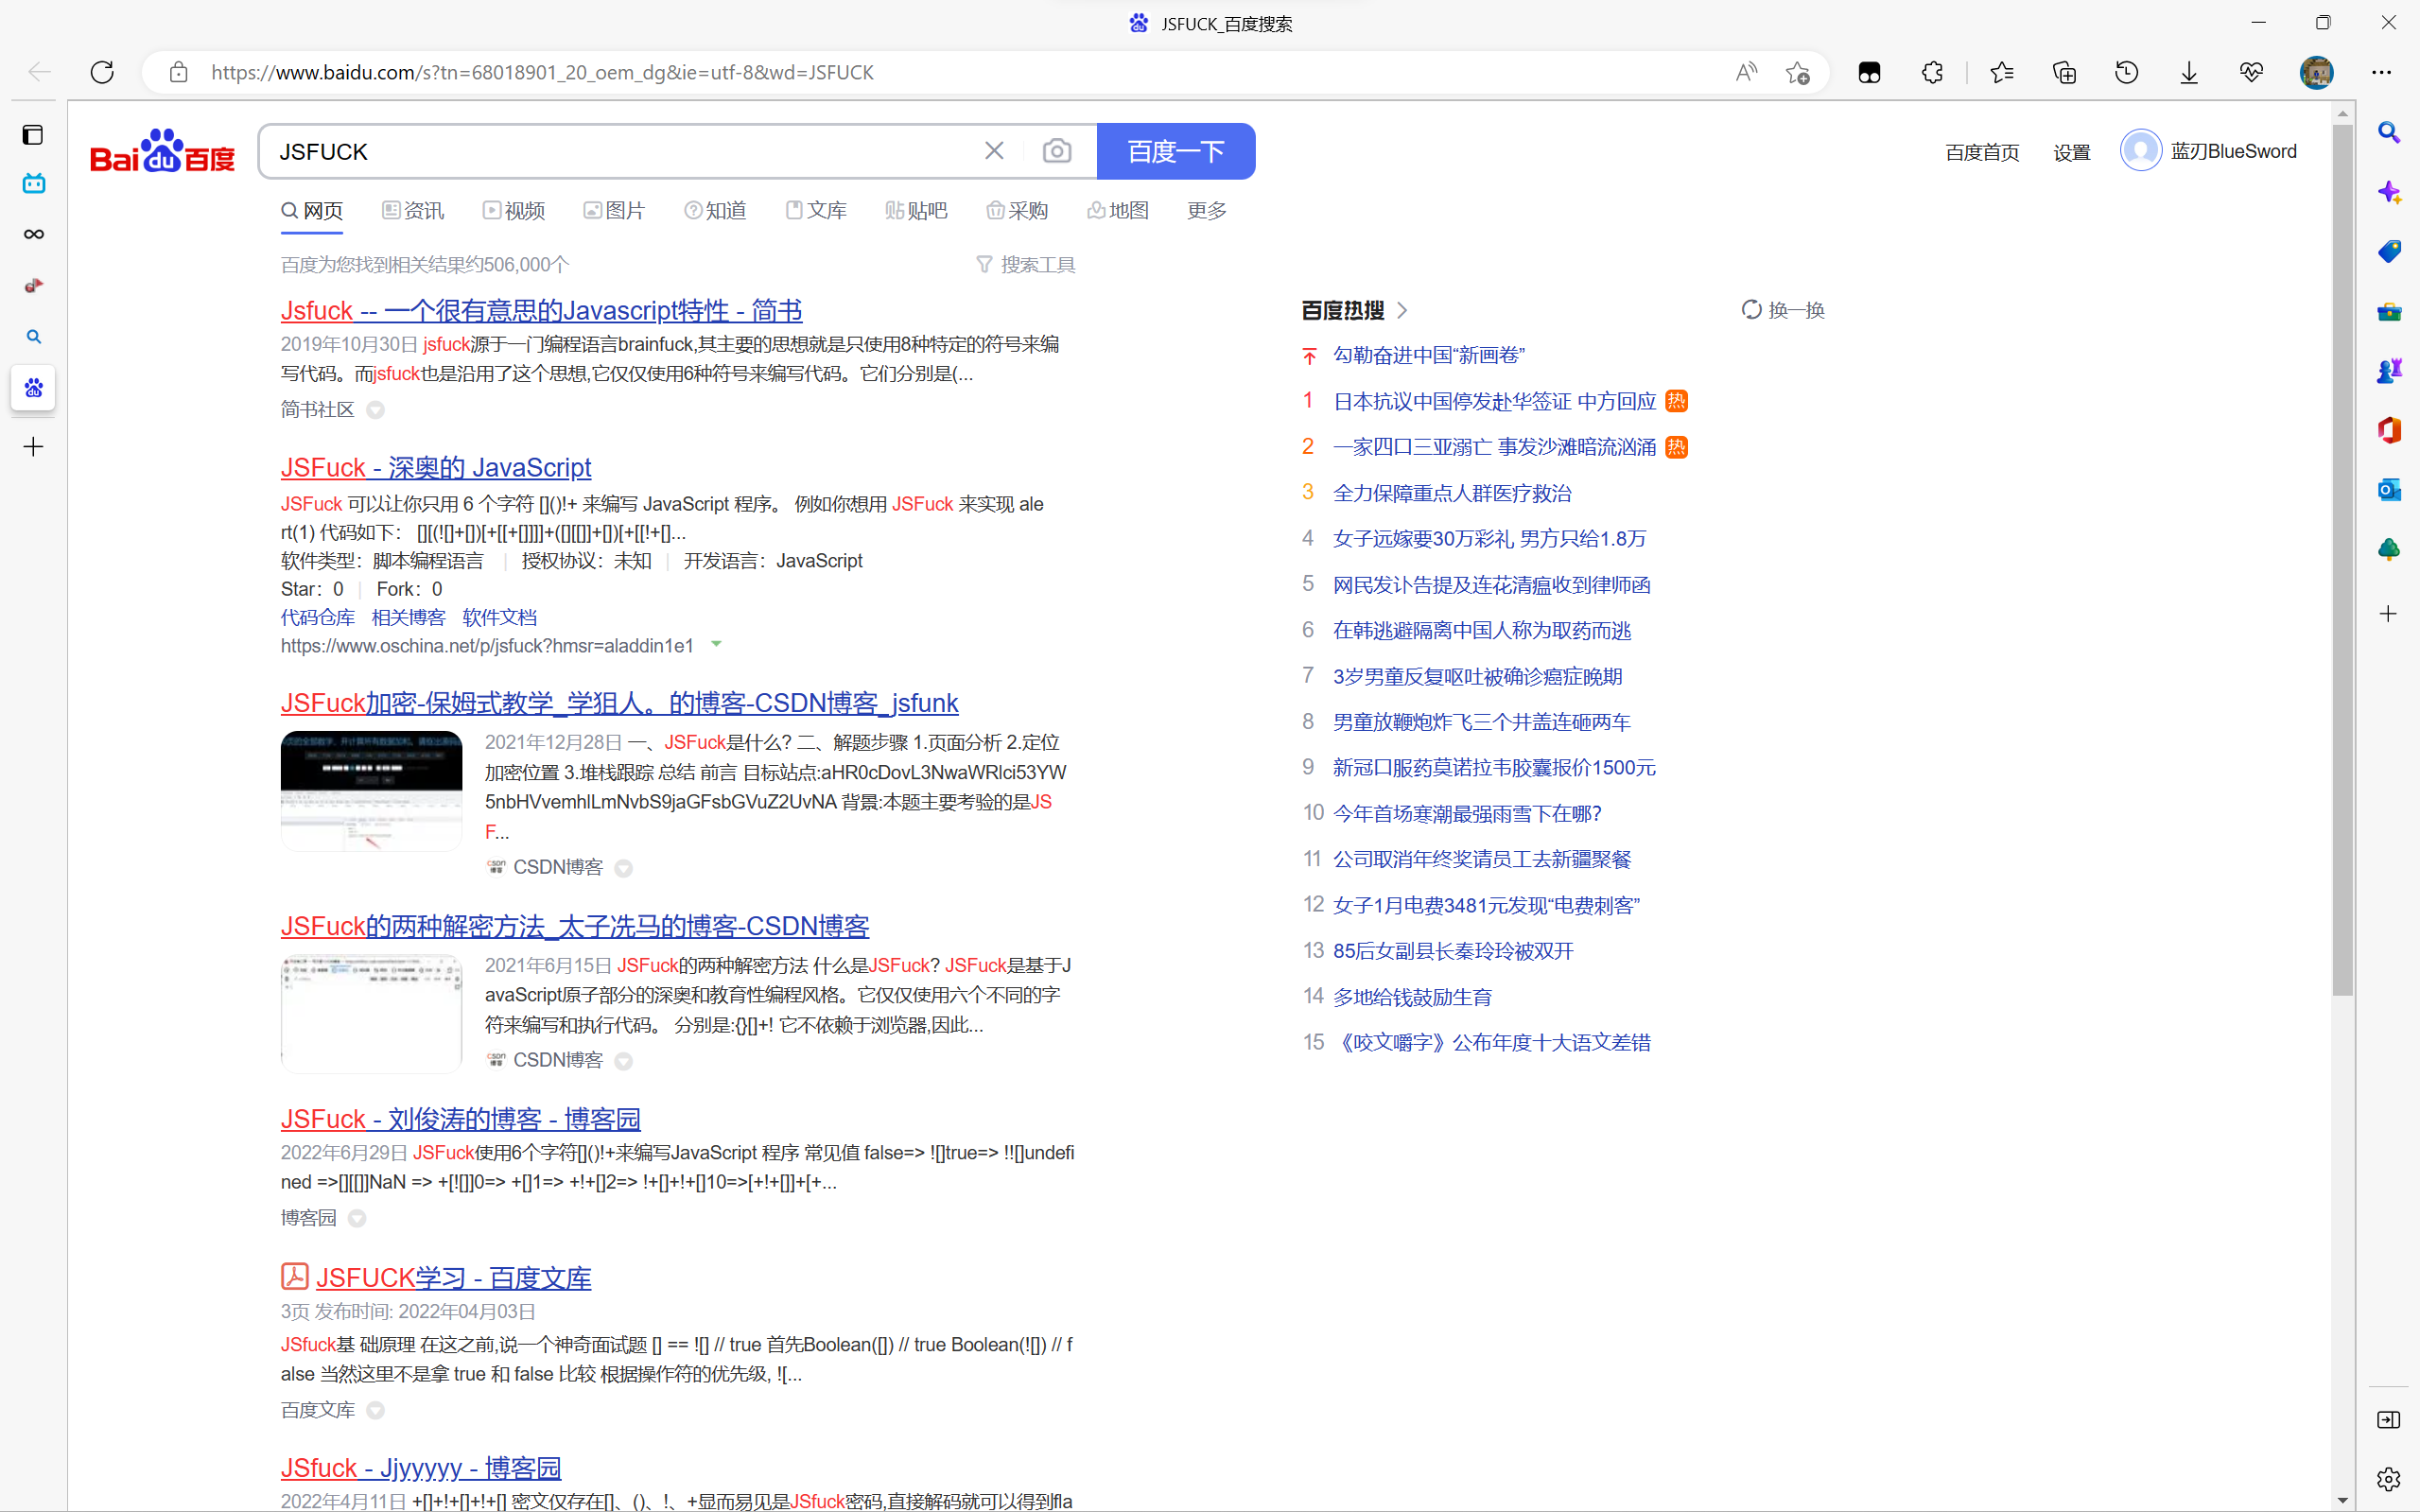 JSFUCK_百度搜索
https://www.baidu.com/s?tn=68018901_20_oem_dg&ie=utf-8&wd=JSFUCK
Bai du 百度
JSFUCK
百度一下
百度首页 设置 蓝刃BlueSword
网页 资讯 视频 图片 知道 文库 贴吧 采购 地图 更多
百度为您找到相关结果约506,000个 搜索工具
Jsfuck -- 一个很有意思的Javascript特性 - 简书
2019年10月30日 jsfuck源于一门编程语言brainfuck,其主要的思想就是只使用8种特定的符号来编
写代码。而jsfuck也是沿用了这个思想,它仅仅使用6种符号来编写代码。它们分别是(...
简书社区
JSFuck - 深奥的 JavaScript
JSFuck 可以让你只用 6 个字符 []()!+ 来编写 JavaScript 程序。 例如你想用 JSFuck 来实现 ale
rt(1) 代码如下： [][(![]+[])[+[[+[]]]]+([][[]]+[])[+[[!+[]...
软件类型：脚本编程语言 | 授权协议：未知 | 开发语言：JavaScript
Star：0 | Fork：0
代码仓库 相关博客 软件文档
https://www.oschina.net/p/jsfuck?hmsr=aladdin1e1
JSFuck加密-保姆式教学_学狙人。的博客-CSDN博客_jsfunk
2021年12月28日 一、JSFuck是什么? 二、解题步骤 1.页面分析 2.定位
加密位置 3.堆栈跟踪 总结 前言 目标站点:aHR0cDovL3NwaWRlci53YW
5nbHVvemhlLmNvbS9jaGFsbGVuZ2UvNA 背景:本题主要考验的是JS
F...
CSDN博客
JSFuck的两种解密方法_太子冼马的博客-CSDN博客
2021年6月15日 JSFuck的两种解密方法 什么是JSFuck? JSFuck是基于J
avaScript原子部分的深奥和教育性编程风格。它仅仅使用六个不同的字
符来编写和执行代码。 分别是:{}[]+! 它不依赖于浏览器,因此...
CSDN博客
JSFuck - 刘俊涛的博客 - 博客园
2022年6月29日 JSFuck使用6个字符[]()!+来编写JavaScript 程序 常见值 false=> ![]true=> !![]undefi
ned =>[][[]]NaN => +[![]]0=> +[]1=> +!+[]2=> !+[]+!+[]10=>[+!+[]]+[+...
博客园
JSFUCK学习 - 百度文库
3页 发布时间: 2022年04月03日
JSfuck基 础原理 在这之前,说一个神奇面试题 [] == ![] // true 首先Boolean([]) // true Boolean(![]) // f
alse 当然这里不是拿 true 和 false 比较 根据操作符的优先级, ![...
百度文库
JSfuck - Jjyyyyy - 博客园
2022年4月11日 +[]+!+[]+!+[] 密文仅存在[]、()、!、+显而易见是JSfuck密码,直接解码就可以得到fla
百度热搜 换一换
勾勒奋进中国“新画卷”
1 日本抗议中国停发赴华签证 中方回应 热
2 一家四口三亚溺亡 事发沙滩暗流汹涌 热
3 全力保障重点人群医疗救治
4 女子远嫁要30万彩礼 男方只给1.8万
5 网民发讣告提及连花清瘟收到律师函
6 在韩逃避隔离中国人称为取药而逃
7 3岁男童反复呕吐被确诊癌症晚期
8 男童放鞭炮炸飞三个井盖连砸两车
9 新冠口服药莫诺拉韦胶囊报价1500元
10 今年首场寒潮最强雨雪下在哪?
11 公司取消年终奖请员工去新疆聚餐
12 女子1月电费3481元发现“电费刺客”
13 85后女副县长秦玲玲被双开
14 多地给钱鼓励生育
15 《咬文嚼字》公布年度十大语文差错